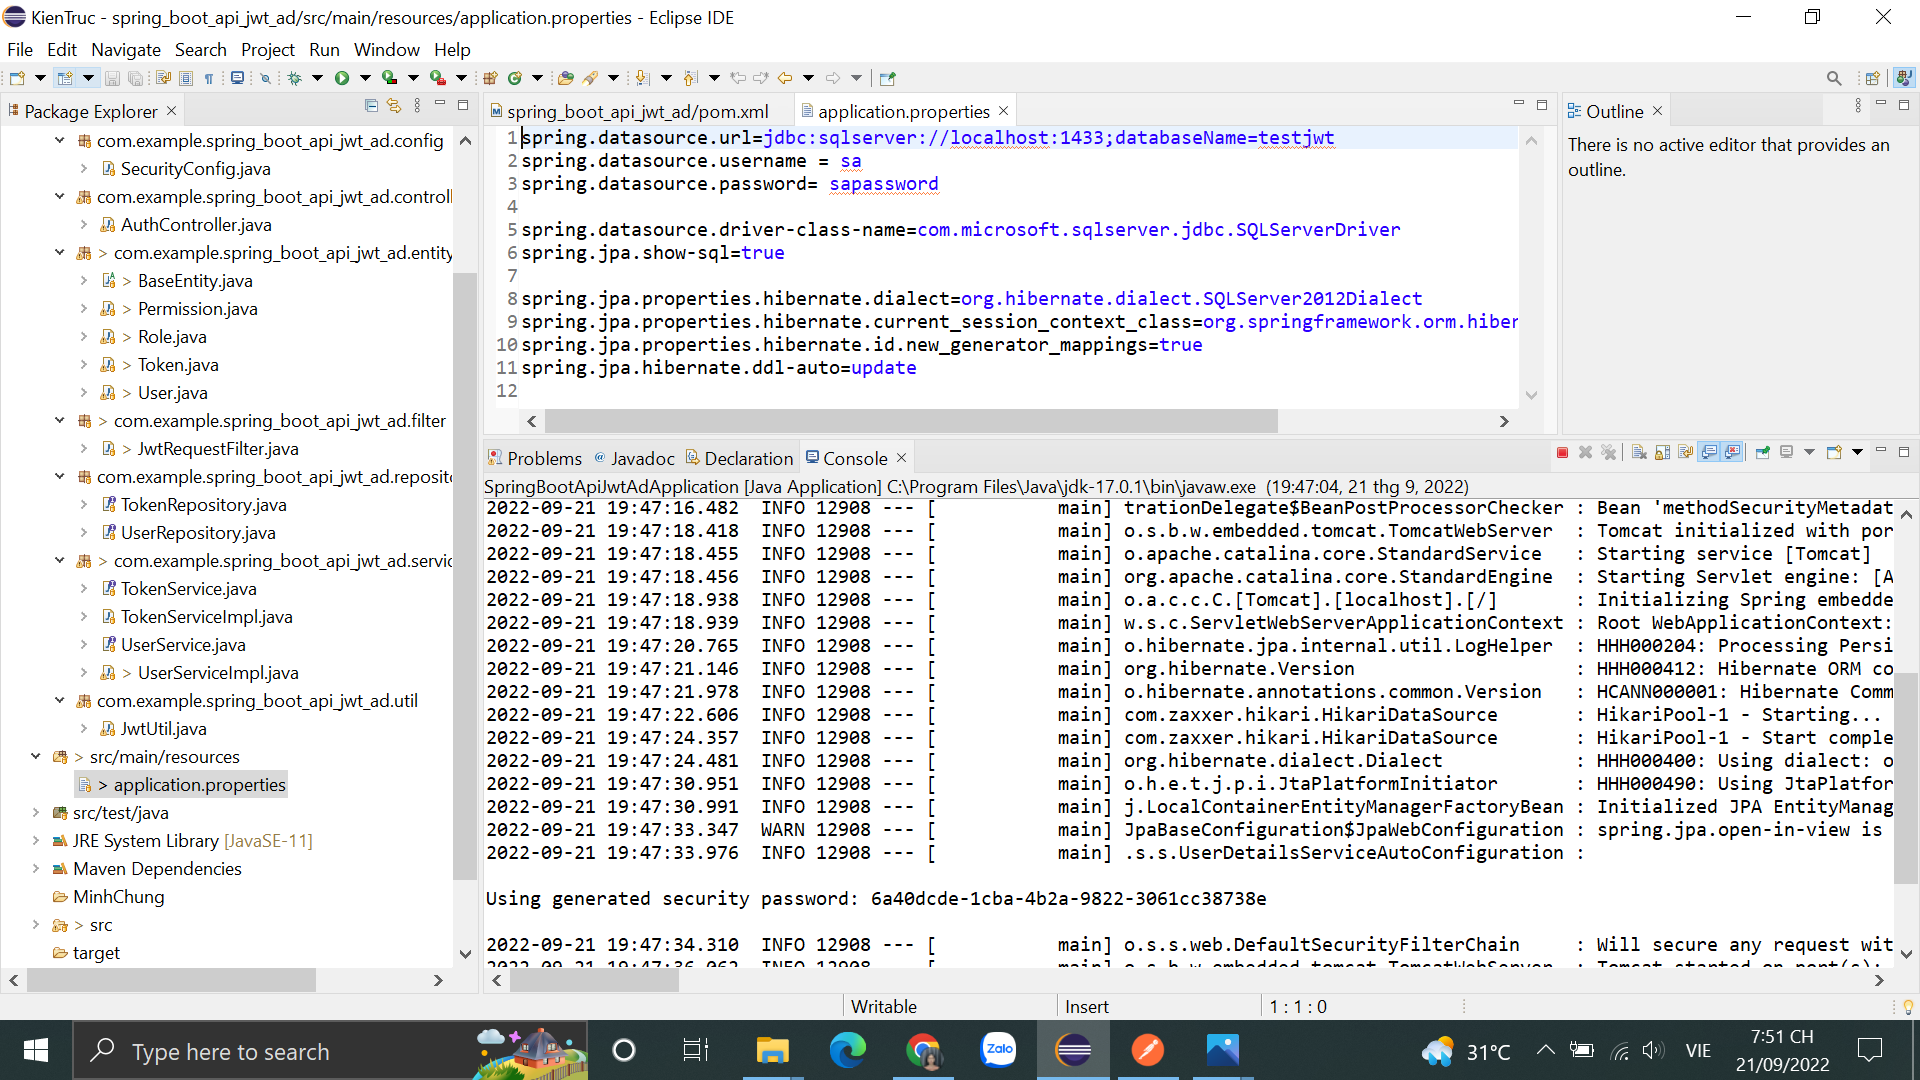 KienTruc - spring_boot_api_jwt_ad/src/main/resources/application.properties - Eclipse IDE
File Edit Navigate Search Project Run Window Help
Package Explorer
com.example.spring_boot_api_jwt_ad.config
SecurityConfig.java
com.example.spring_boot_api_jwt_ad.control
AuthController.java
> com.example.spring_boot_api_jwt_ad.entity
> BaseEntity.java
> Permission.java
> Role.java
> Token.java
> User.java
> com.example.spring_boot_api_jwt_ad.filter
> JwtRequestFilter.java
com.example.spring_boot_api_jwt_ad.reposito
TokenRepository.java
UserRepository.java
> com.example.spring_boot_api_jwt_ad.servic
TokenService.java
TokenServiceImpl.java
UserService.java
> UserServiceImpl.java
com.example.spring_boot_api_jwt_ad.util
JwtUtil.java
> src/main/resources
> application.properties
src/test/java
JRE System Library [JavaSE-11]
Maven Dependencies
MinhChung
> src
target
spring_boot_api_jwt_ad/pom.xml
application.properties
1 spring.datasource.url=jdbc:sqlserver://localhost:1433;databaseName=testjwt
2 spring.datasource.username = sa
3 spring.datasource.password= sapassword
4
5 spring.datasource.driver-class-name=com.microsoft.sqlserver.jdbc.SQLServerDriver
6 spring.jpa.show-sql=true
7
8 spring.jpa.properties.hibernate.dialect=org.hibernate.dialect.SQLServer2012Dialect
9 spring.jpa.properties.hibernate.current_session_context_class=org.springframework.orm.hiber
10 spring.jpa.properties.hibernate.id.new_generator_mappings=true
11 spring.jpa.hibernate.ddl-auto=update
12
Outline
There is no active editor that provides an
outline.
Problems @ Javadoc Declaration Console
SpringBootApiJwtAdApplication [Java Application] C:\Program Files\Java\jdk-17.0.1\bin\javaw.exe (19:47:04, 21 thg 9, 2022)
2022-09-21 19:47:16.482 INFO 12908 --- [ main] trationDelegate$BeanPostProcessorChecker : Bean 'methodSecurityMetadat
2022-09-21 19:47:18.418 INFO 12908 --- [ main] o.s.b.w.embedded.tomcat.TomcatWebServer : Tomcat initialized with por
2022-09-21 19:47:18.455 INFO 12908 --- [ main] o.apache.catalina.core.StandardService : Starting service [Tomcat]
2022-09-21 19:47:18.456 INFO 12908 --- [ main] org.apache.catalina.core.StandardEngine : Starting Servlet engine: [A
2022-09-21 19:47:18.938 INFO 12908 --- [ main] o.a.c.c.C.[Tomcat].[localhost].[/] : Initializing Spring embedde
2022-09-21 19:47:18.939 INFO 12908 --- [ main] w.s.c.ServletWebServerApplicationContext : Root WebApplicationContext:
2022-09-21 19:47:20.765 INFO 12908 --- [ main] o.hibernate.jpa.internal.util.LogHelper : HHH000204: Processing Persi
2022-09-21 19:47:21.146 INFO 12908 --- [ main] org.hibernate.Version : HHH000412: Hibernate ORM co
2022-09-21 19:47:21.978 INFO 12908 --- [ main] o.hibernate.annotations.common.Version : HCANN000001: Hibernate Comm
2022-09-21 19:47:22.606 INFO 12908 --- [ main] com.zaxxer.hikari.HikariDataSource : HikariPool-1 - Starting...
2022-09-21 19:47:24.357 INFO 12908 --- [ main] com.zaxxer.hikari.HikariDataSource : HikariPool-1 - Start comple
2022-09-21 19:47:24.481 INFO 12908 --- [ main] org.hibernate.dialect.Dialect : HHH000400: Using dialect: o
2022-09-21 19:47:30.951 INFO 12908 --- [ main] o.h.e.t.j.p.i.JtaPlatformInitiator : HHH000490: Using JtaPlatfor
2022-09-21 19:47:30.991 INFO 12908 --- [ main] j.LocalContainerEntityManagerFactoryBean : Initialized JPA EntityManag
2022-09-21 19:47:33.347 WARN 12908 --- [ main] JpaBaseConfiguration$JpaWebConfiguration : spring.jpa.open-in-view is
2022-09-21 19:47:33.976 INFO 12908 --- [ main] .s.s.UserDetailsServiceAutoConfiguration :
Using generated security password: 6a40dcde-1cba-4b2a-9822-3061cc38738e
2022-09-21 19:47:34.310 INFO 12908 --- [ main] o.s.s.web.DefaultSecurityFilterChain : Will secure any request wit
2022-09-21 19:47:36.062 INFO 12908 --- [ main] o.s.b.w.embedded.tomcat.TomcatWebServer : Tomcat started on port(s):
Writable Insert 1 : 1 : 0
Type here to search
Zalo
31°C
VIE
7:51 CH
21/09/2022